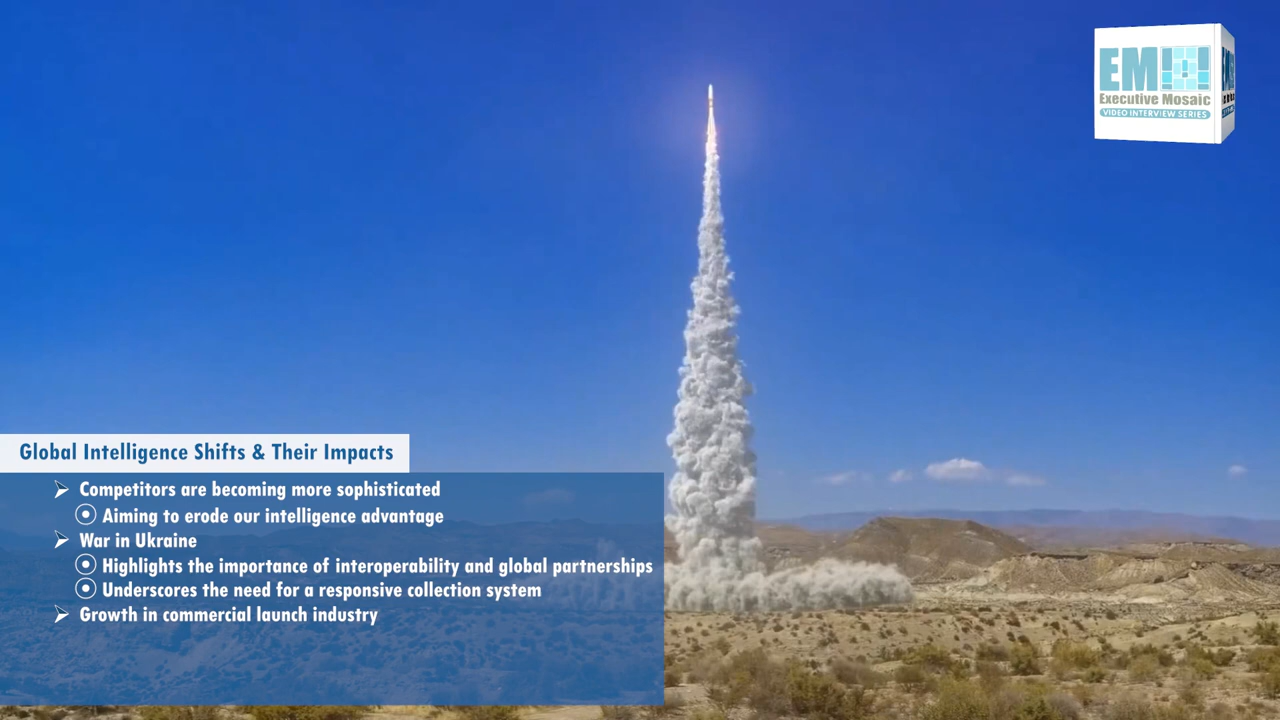 EM
Executive Mosaic
VIDEO INTERVIEW SERIES
Global Intelligence Shifts & Their Impacts
Competitors are becoming more sophisticated
Aiming to erode our intelligence advantage
War in Ukraine
Highlights the importance of interoperability and global partnerships
Underscores the need for a responsive collection system
Growth in commercial launch industry